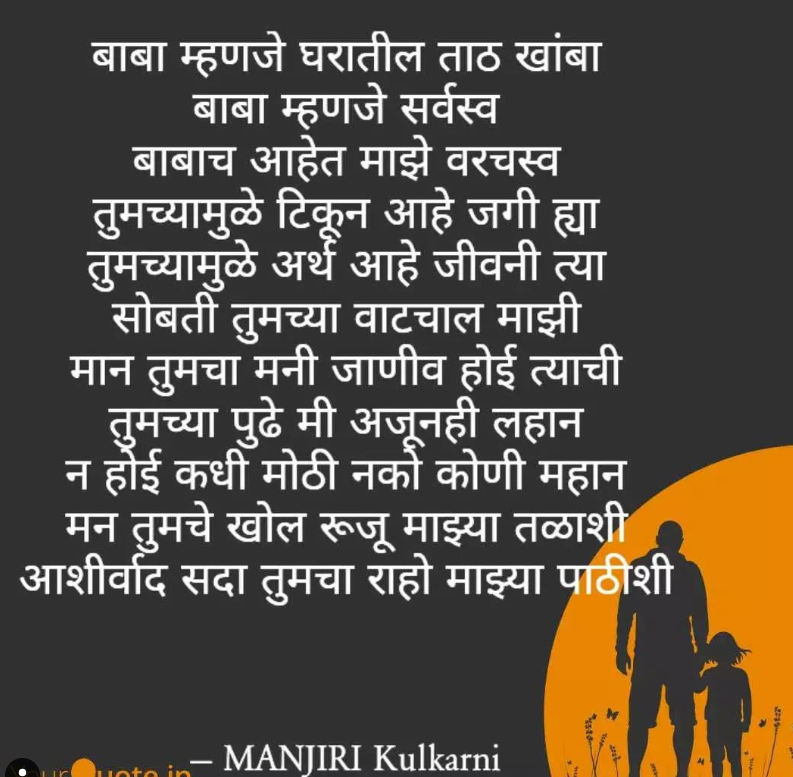 बाबा म्हणजे घरातील ताठ खांबा
बाबा म्हणजे सर्वस्व
बाबाच आहेत माझे वरचस्व
तुमच्यामुळे टिकून आहे जगी ह्या
तुमच्यामुळे अर्थ आहे जीवनी त्या
सोबती तुमच्या वाटचाल माझी
मान तुमचा मनी जाणीव होई त्याची
तुमच्या पुढे मी अजूनही लहान
न होई कधी मोठी नको कोणी महान
मन तुमचे खोल रूजू माझ्या तळाशी
आशीर्वाद सदा तुमचा राहो माझ्या पाठीशी
– MANJIRI Kulkarni